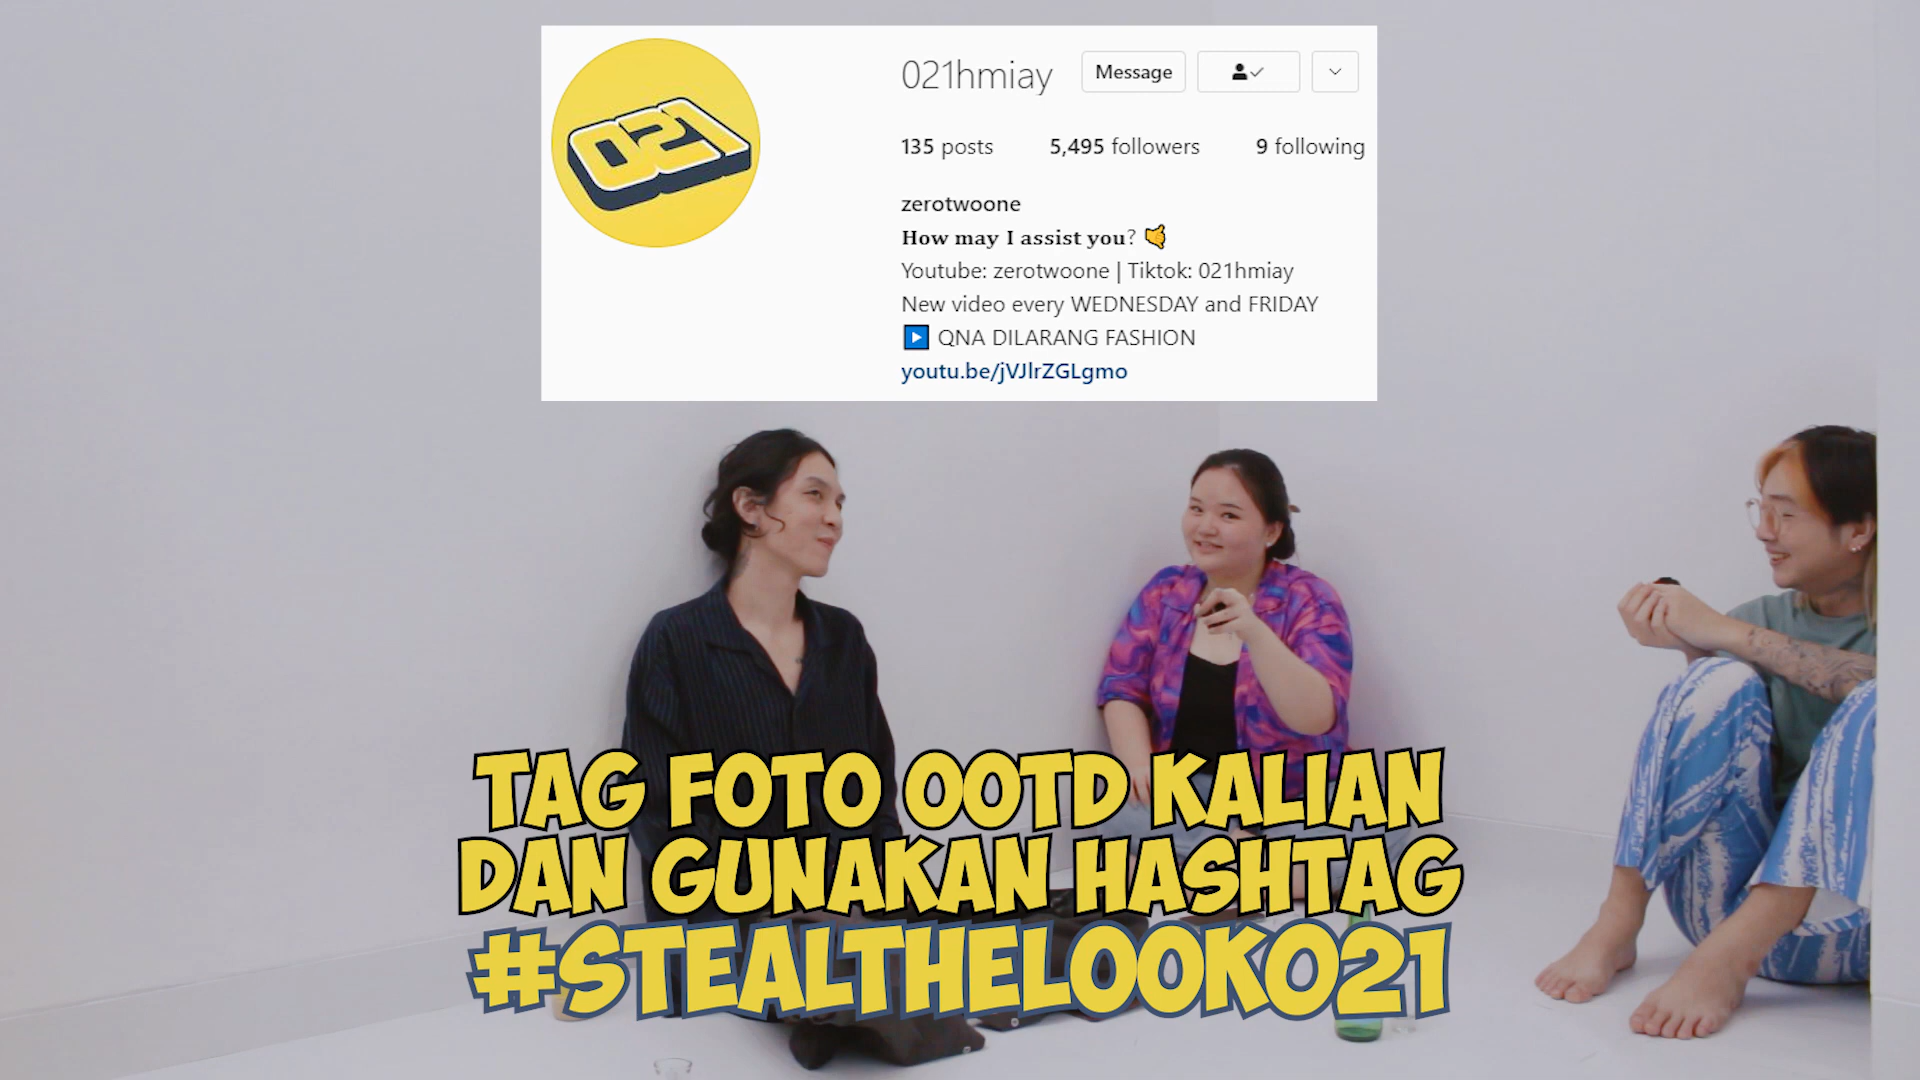 021
021hmiay
Message
135 posts 5,495 followers 9 following
zerotwoone
How may I assist you? 🤙
Youtube: zerotwoone | Tiktok: 021hmiay
New video every WEDNESDAY and FRIDAY
▶️ QNA DILARANG FASHION
youtu.be/jVJlrZGLgmo
TAG FOTO OOTD KALIAN
DAN GUNAKAN HASHTAG
#STEALTHELOOK021